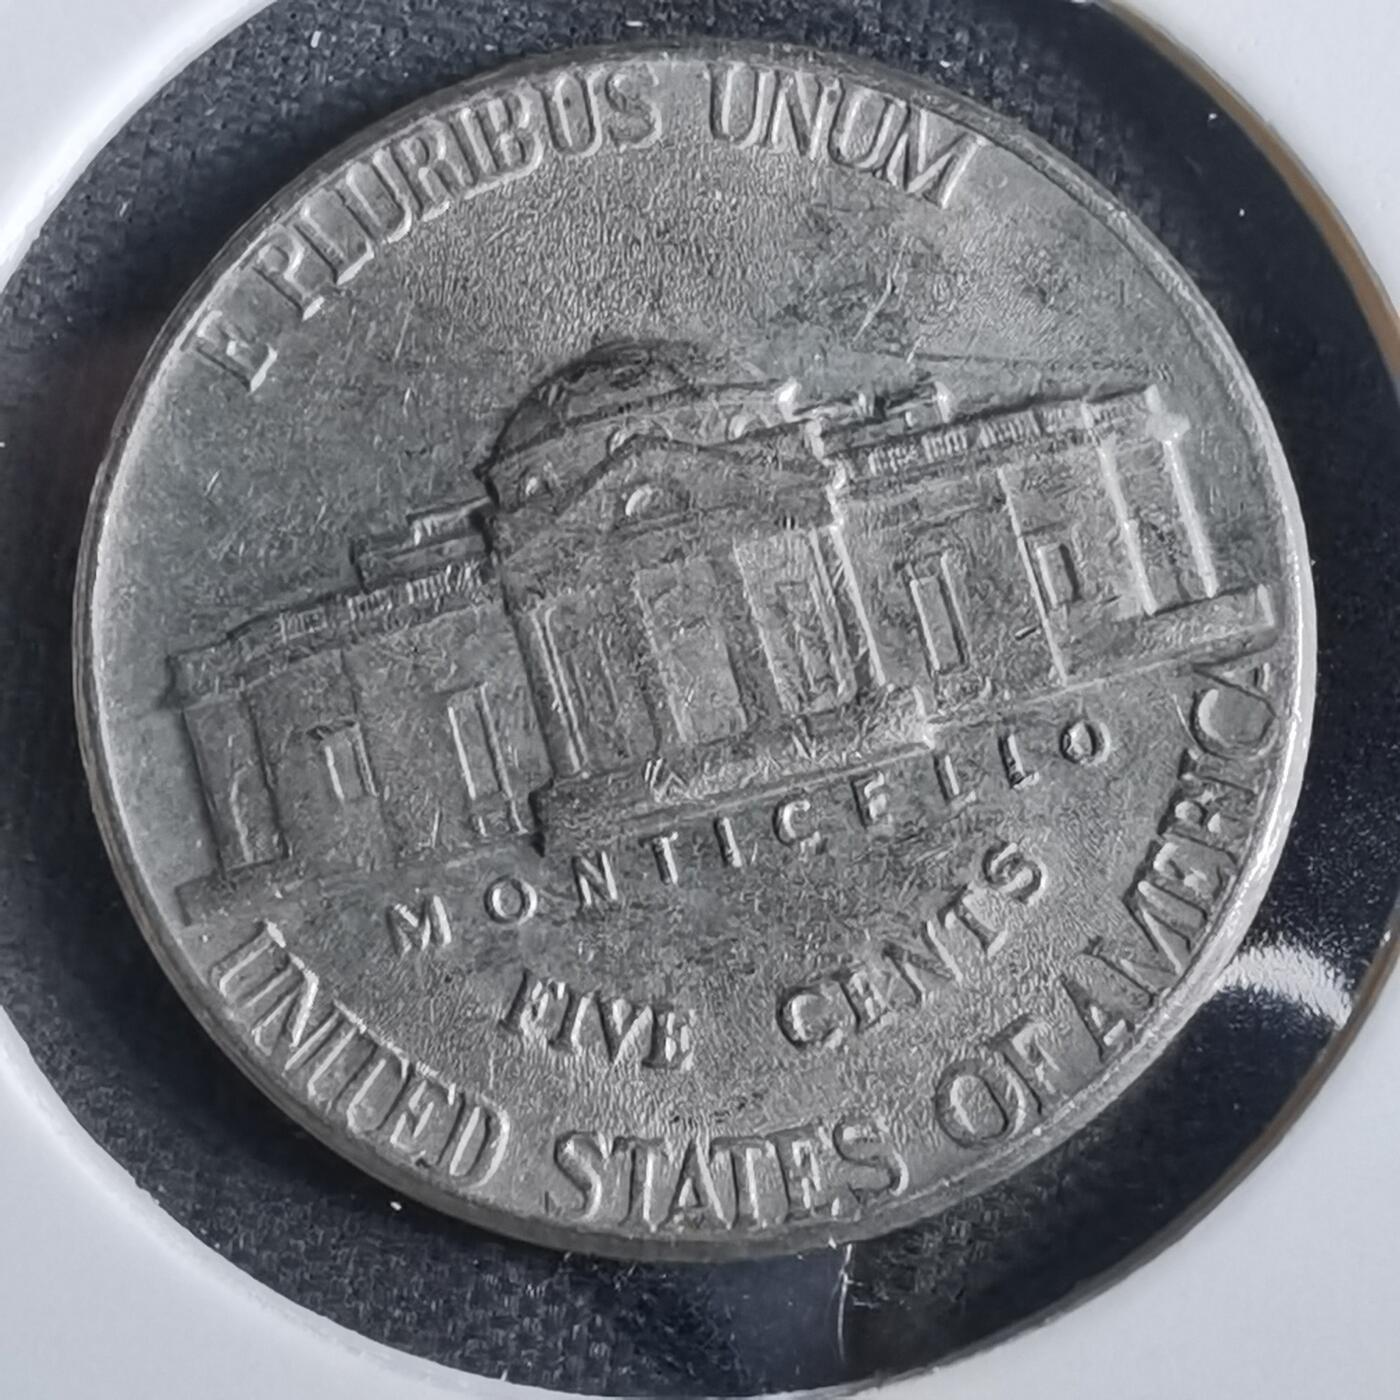 E PLURIBUS UNUM
MONTICELLO
FIVE CENTS
UNITED STATES OF AMERICA